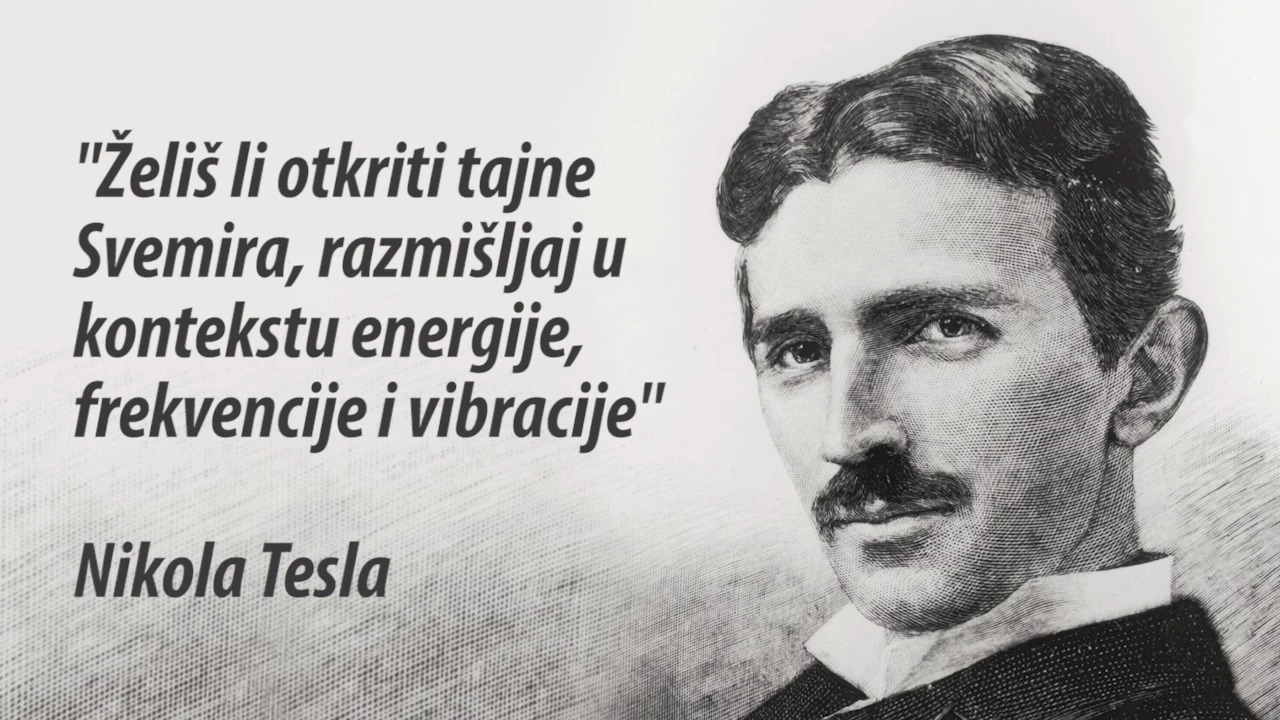 "Želiš li otkriti tajne
Svemira, razmišljaj u
kontekstu energije,
frekvencije i vibracije"
Nikola Tesla